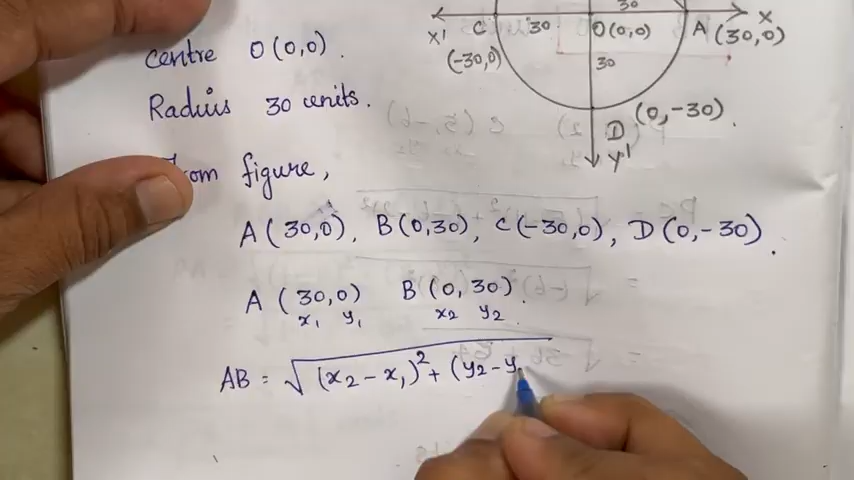 30
X' C 30 O(0,0) A (30,0) X
(-30,0)
30
D (0,-30).
Y'
Centre O(0,0).
Radius 30 units.
figure,
A(30,0), B(0,30), C(-30,0), D(0,-30).
A (30,0) B (0,30).
x₁ y₁ x₂ y₂
AB = √(x₂-x₁)²+(y₂-y